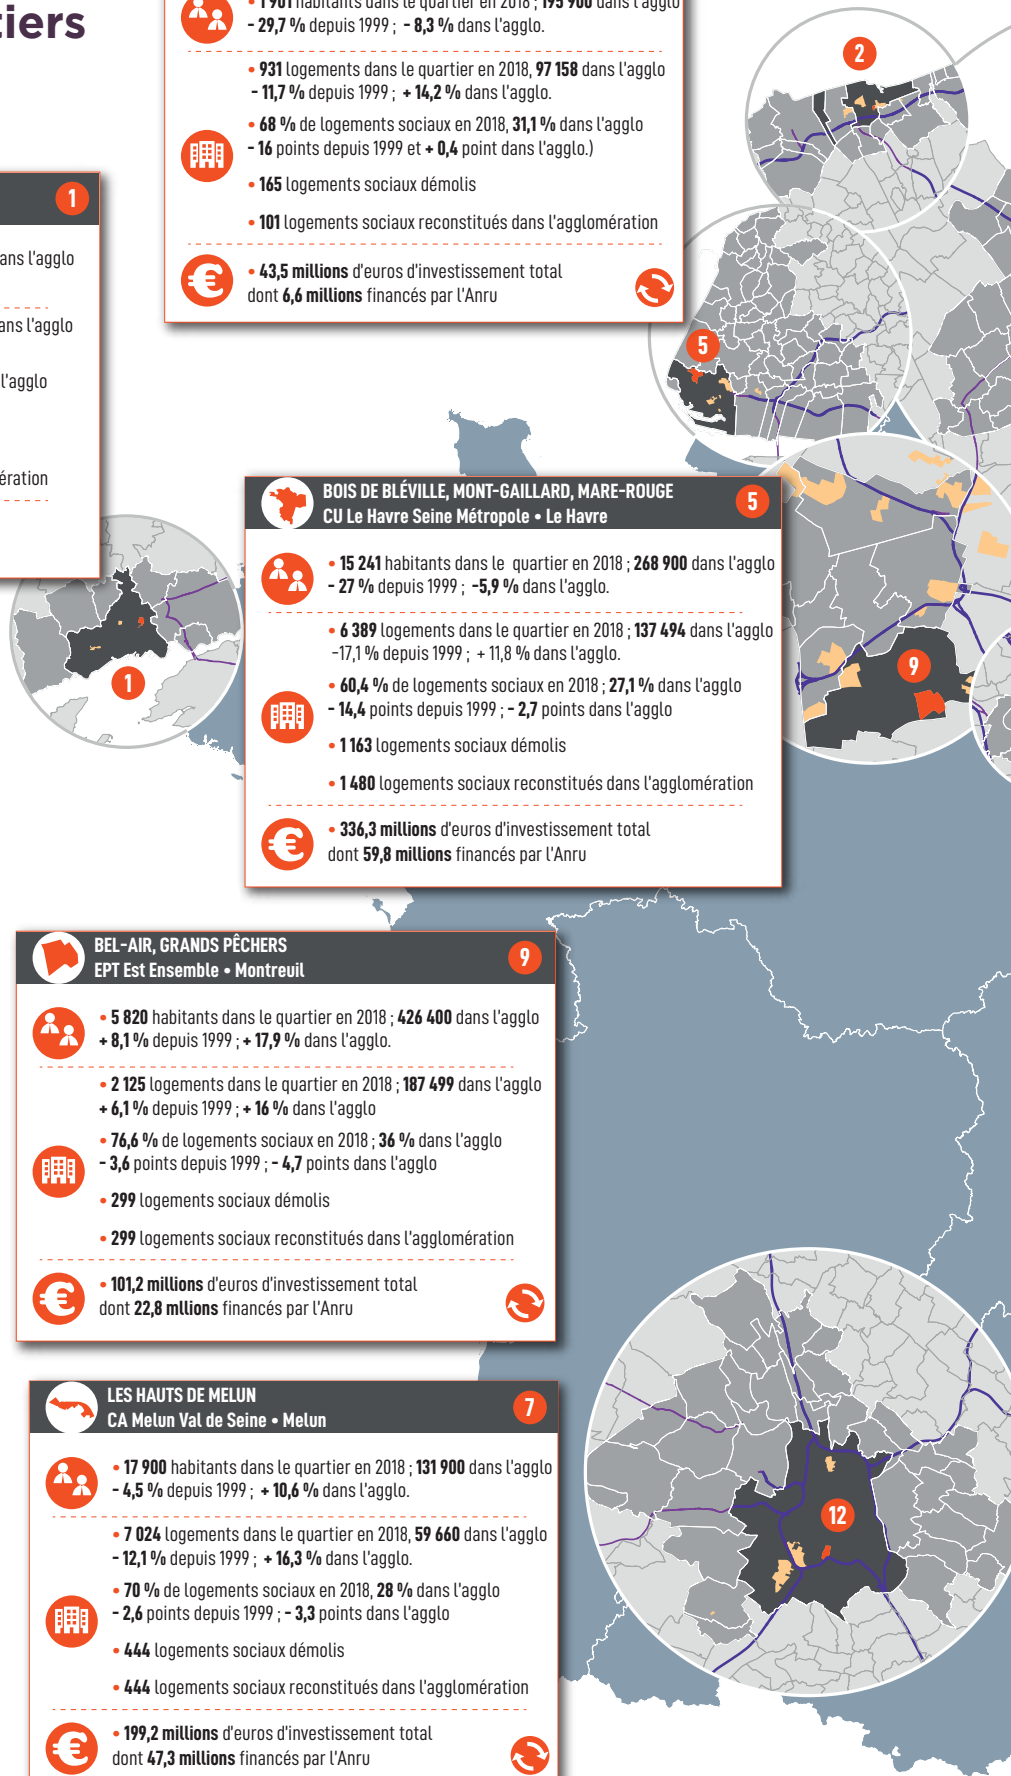 tiers
• 1 901 habitants dans le quartier en 2018 ; 195 900 dans l'agglo
- 29,7 % depuis 1999 ; - 8,3 % dans l'agglo.
• 931 logements dans le quartier en 2018, 97 158 dans l'agglo
- 11,7 % depuis 1999 ; + 14,2 % dans l'agglo.
• 68 % de logements sociaux en 2018, 31,1 % dans l'agglo
- 16 points depuis 1999 et + 0,4 point dans l'agglo.)
• 165 logements sociaux démolis
• 101 logements sociaux reconstitués dans l'agglomération
• 43,5 millions d'euros d'investissement total
dont 6,6 millions financés par l'Anru
1
ans l'agglo
ans l'agglo
l'agglo
ération
2
5
1
9
12
BOIS DE BLÉVILLE, MONT-GAILLARD, MARE-ROUGE
CU Le Havre Seine Métropole • Le Havre
5
• 15 241 habitants dans le quartier en 2018 ; 268 900 dans l'agglo
- 27 % depuis 1999 ; -5,9 % dans l'agglo.
• 6 389 logements dans le quartier en 2018 ; 137 494 dans l'agglo
-17,1 % depuis 1999 ; + 11,8 % dans l'agglo.
• 60,4 % de logements sociaux en 2018 ; 27,1 % dans l'agglo
- 14,4 points depuis 1999 ; - 2,7 points dans l'agglo
• 1 163 logements sociaux démolis
• 1 480 logements sociaux reconstitués dans l'agglomération
• 336,3 millions d'euros d'investissement total
dont 59,8 millions financés par l'Anru
BEL-AIR, GRANDS PÊCHERS
EPT Est Ensemble • Montreuil
9
• 5 820 habitants dans le quartier en 2018 ; 426 400 dans l'agglo
+ 8,1 % depuis 1999 ; + 17,9 % dans l'agglo.
• 2 125 logements dans le quartier en 2018 ; 187 499 dans l'agglo
+ 6,1 % depuis 1999 ; + 16 % dans l'agglo
• 76,6 % de logements sociaux en 2018 ; 36 % dans l'agglo
- 3,6 points depuis 1999 ; - 4,7 points dans l'agglo
• 299 logements sociaux démolis
• 299 logements sociaux reconstitués dans l'agglomération
• 101,2 millions d'euros d'investissement total
dont 22,8 mllions financés par l'Anru
LES HAUTS DE MELUN
CA Melun Val de Seine • Melun
7
• 17 900 habitants dans le quartier en 2018 ; 131 900 dans l'agglo
- 4,5 % depuis 1999 ; + 10,6 % dans l'agglo.
• 7 024 logements dans le quartier en 2018, 59 660 dans l'agglo
- 12,1 % depuis 1999 ; + 16,3 % dans l'agglo.
• 70 % de logements sociaux en 2018, 28 % dans l'agglo
- 2,6 points depuis 1999 ; - 3,3 points dans l'agglo
• 444 logements sociaux démolis
• 444 logements sociaux reconstitués dans l'agglomération
• 199,2 millions d'euros d'investissement total
dont 47,3 millions financés par l'Anru